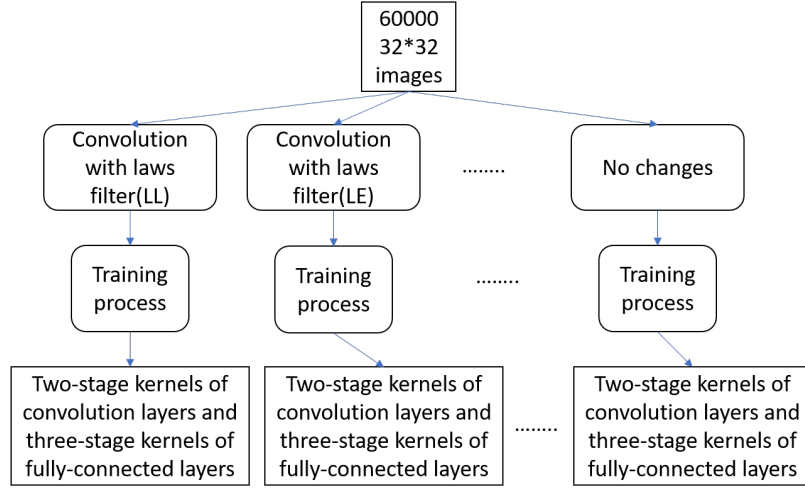 60000
32*32
images
Convolution
with laws
filter(LL)
Convolution
with laws
filter(LE)
........
No changes
Training
process
Training
process
........
Training
process
Two-stage kernels of
convolution layers and
three-stage kernels of
fully-connected layers
Two-stage kernels of
convolution layers and
three-stage kernels of
fully-connected layers
........
Two-stage kernels of
convolution layers and
three-stage kernels of
fully-connected layers